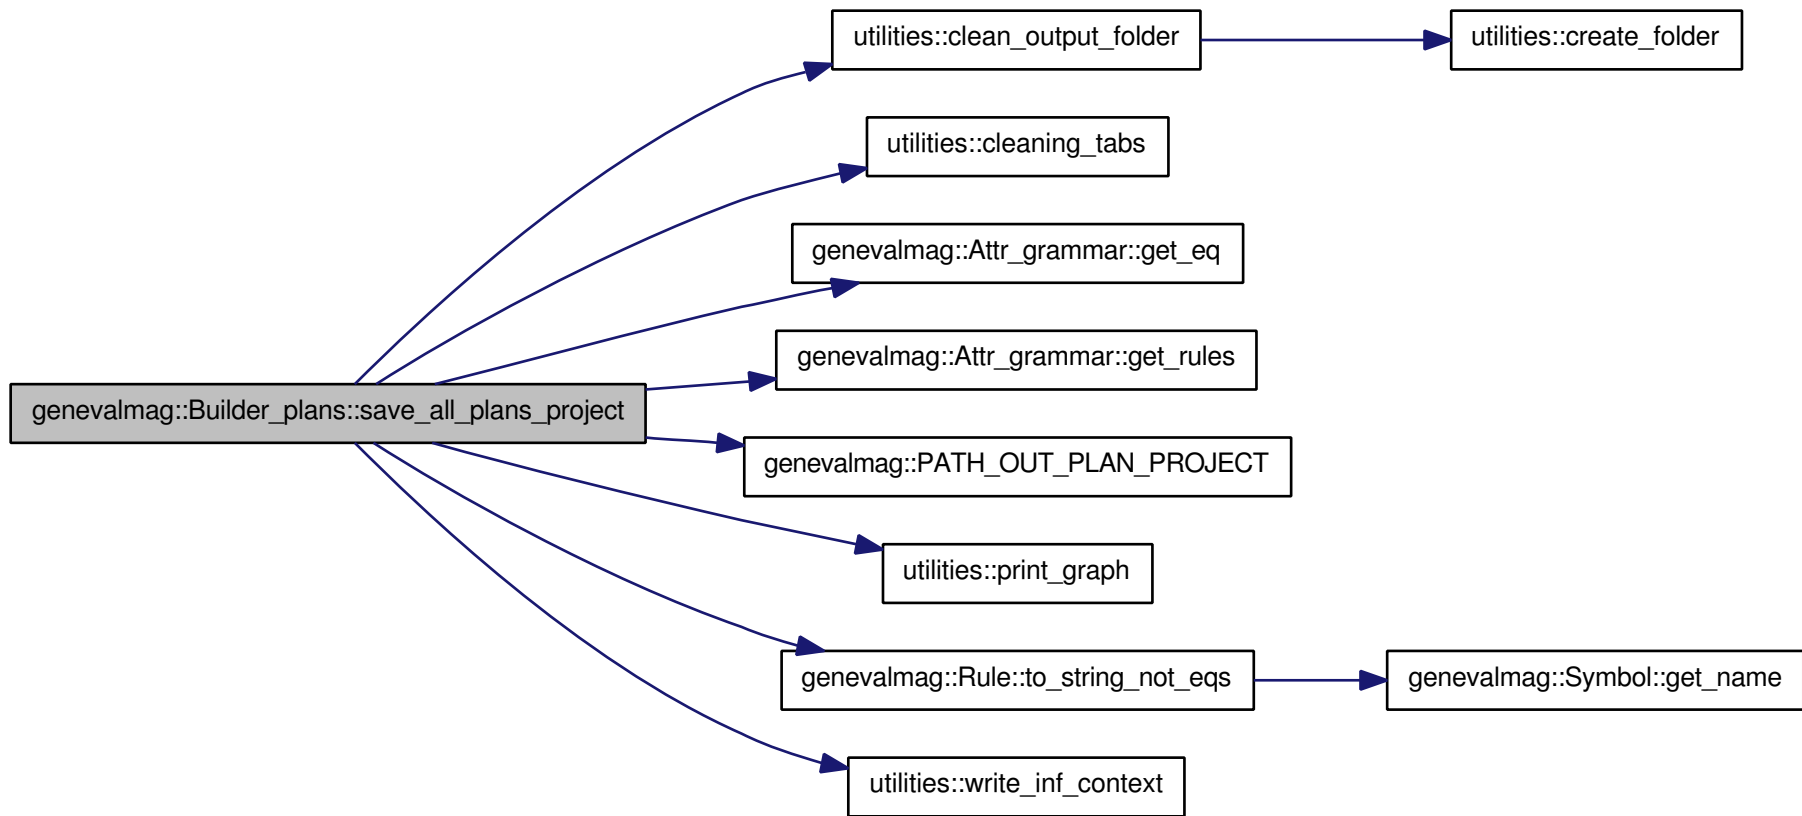 utilities::clean_output_folder
utilities::create_folder
utilities::cleaning_tabs
genevalmag::Attr_grammar::get_eq
genevalmag::Attr_grammar::get_rules
genevalmag::Builder_plans::save_all_plans_project
genevalmag::PATH_OUT_PLAN_PROJECT
utilities::print_graph
genevalmag::Rule::to_string_not_eqs
genevalmag::Symbol::get_name
utilities::write_inf_context